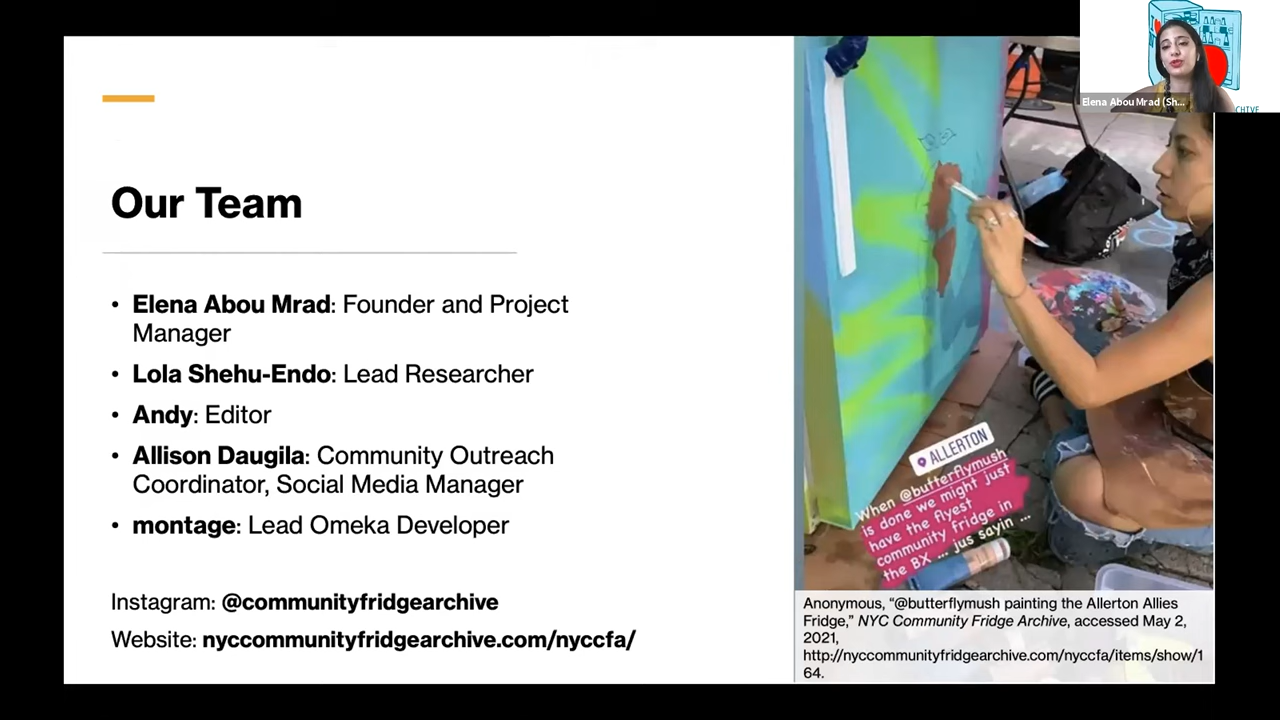 Our Team
• Elena Abou Mrad: Founder and Project
Manager
• Lola Shehu-Endo: Lead Researcher
• Andy: Editor
• Allison Daugila: Community Outreach
Coordinator, Social Media Manager
• montage: Lead Omeka Developer
Instagram: @communityfridgearchive
Website: nyccommunityfridgearchive.com/nyccfa/
CHIVE
Elena Abou Mrad (Sh...
ALLERTON
When @butterflymush
is done we might just
have the flyest
community fridge in
the BX ... jus sayin ...
Anonymous, “@butterflymush painting the Allerton Allies
Fridge,” NYC Community Fridge Archive, accessed May 2,
2021,
http://nyccommunityfridgearchive.com/nyccfa/items/show/1
64.